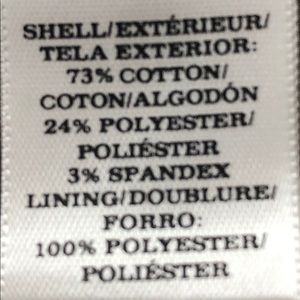 SHELL/EXTÉRIEUR/
TELA EXTERIOR:
73% COTTON/
COTON/ALGODÓN
24% POLYESTER/
POLIÉSTER
3% SPANDEX
LINING/DOUBLURE/
FORRO:
100% POLYESTER/
POLIÉSTER